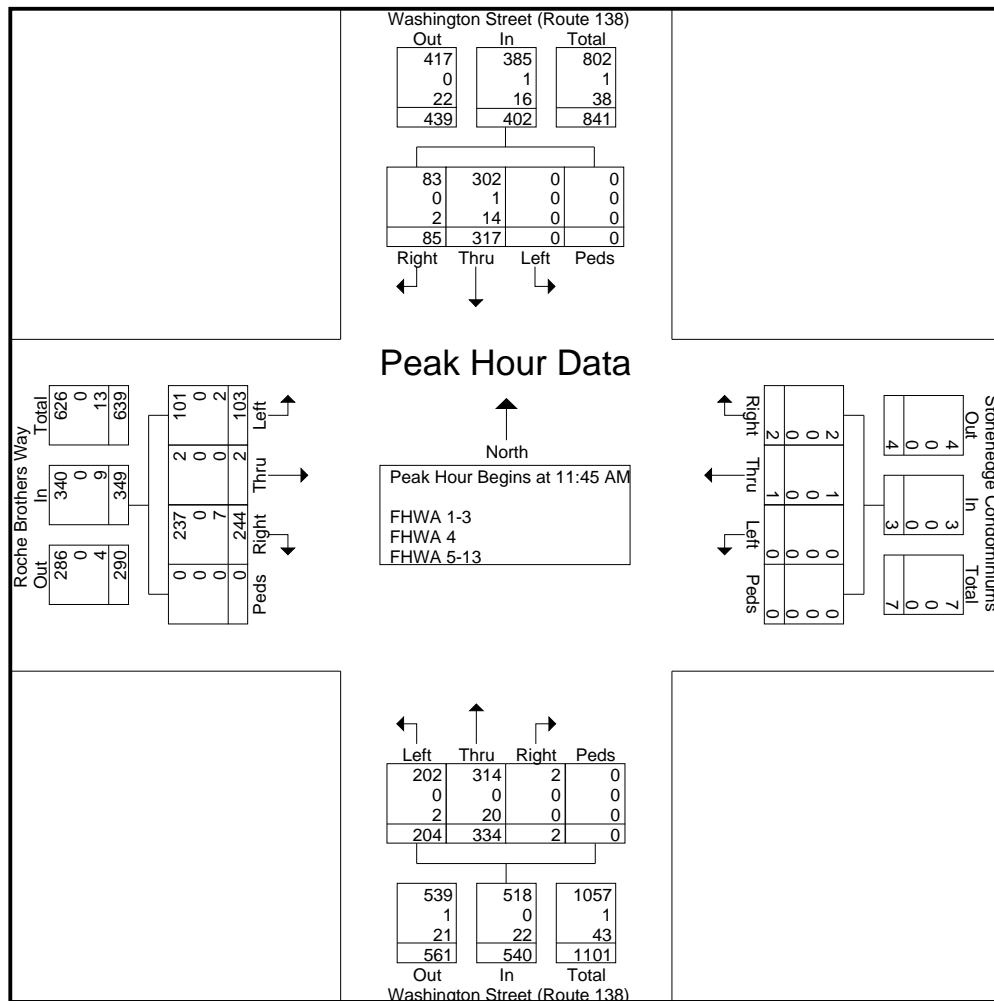 Washington Street (Route 138)
Out In Total
417 385 802
0 1 1
22 16 38
439 402 841
83 302 0 0
0 1 0 0
2 14 0 0
85 317 0 0
Right Thru Left Peds
Peak Hour Data
North
Peak Hour Begins at 11:45 AM
FHWA 1-3
FHWA 4
FHWA 5-13
Roche Brothers Way
Out In Total
286 340 626
0 0 0
4 9 13
290 349 639
0 237 2 101
0 0 0 0
0 7 0 2
0 244 2 103
Peds Right Thru Left
Stonenedge Condominiums
Out In Total
4 3 7
0 0 0
0 0 0
4 3 7
2 1 0 0
0 0 0 0
0 0 0 0
2 1 0 0
Right Thru Left Peds
Left Thru Right Peds
202 314 2 0
0 0 0 0
2 20 0 0
204 334 2 0
539 518 1057
1 0 1
21 22 43
561 540 1101
Out In Total
Washington Street (Route 138)